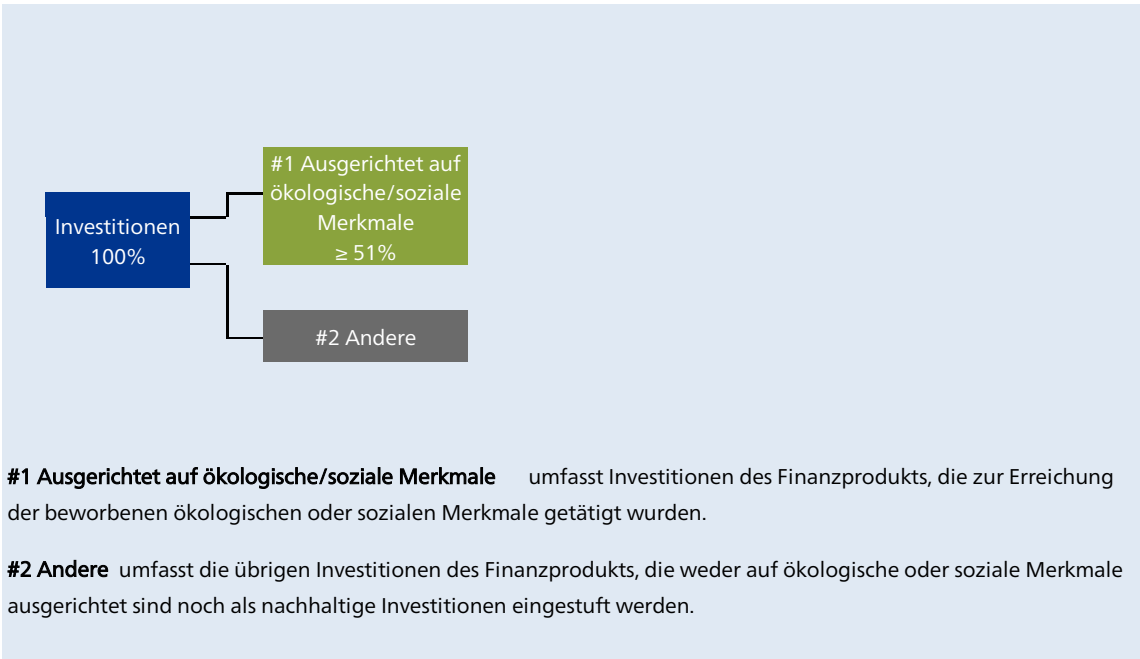 #1 Ausgerichtet auf
ökologische/soziale
Merkmale
≥ 51%
Investitionen
100%
#2 Andere
#1 Ausgerichtet auf ökologische/soziale Merkmale umfasst Investitionen des Finanzprodukts, die zur Erreichung
der beworbenen ökologischen oder sozialen Merkmale getätigt wurden.
#2 Andere umfasst die übrigen Investitionen des Finanzprodukts, die weder auf ökologische oder soziale Merkmale
ausgerichtet sind noch als nachhaltige Investitionen eingestuft werden.